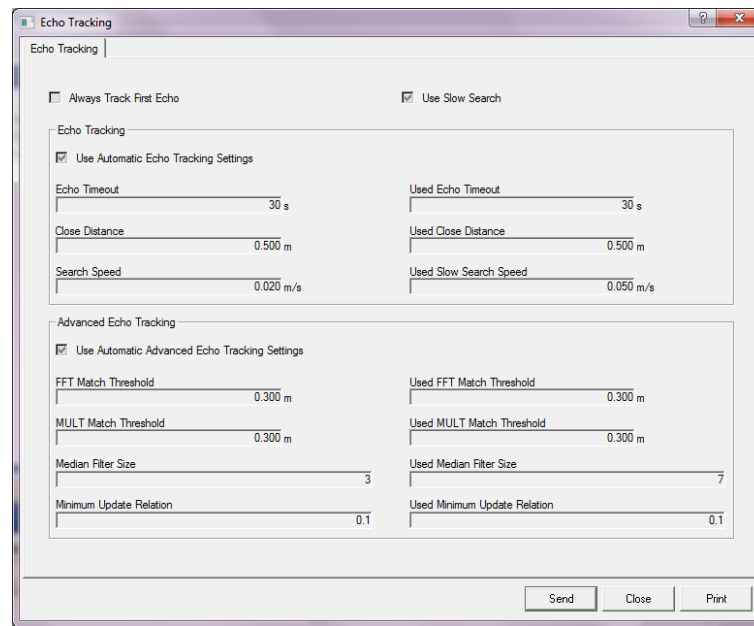 Echo Tracking
Echo Tracking
Always Track First Echo Use Slow Search
Echo Tracking
Use Automatic Echo Tracking Settings
Echo Timeout Used Echo Timeout
30 s 30 s
Close Distance Used Close Distance
0.500 m 0.500 m
Search Speed Used Slow Search Speed
0.020 m/s 0.050 m/s
Advanced Echo Tracking
Use Automatic Advanced Echo Tracking Settings
FFT Match Threshold Used FFT Match Threshold
0.300 m 0.300 m
MULT Match Threshold Used MULT Match Threshold
0.300 m 0.300 m
Median Filter Size Used Median Filter Size
3 7
Minimum Update Relation Used Minimum Update Relation
0.1 0.1
Send Close Print